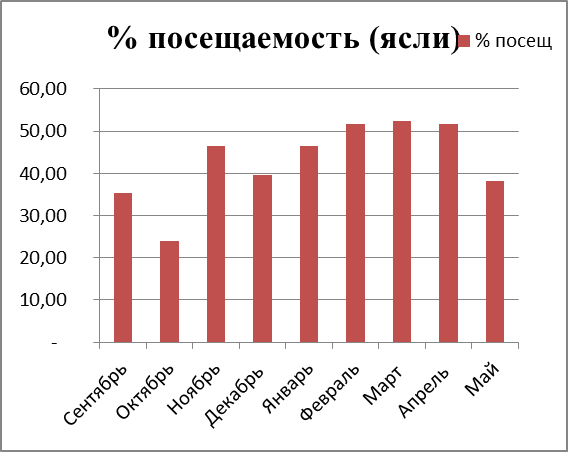 % посещаемость (ясли)
% посещ
60,00
50,00
40,00
30,00
20,00
10,00
-
Сентябрь
Октябрь
Ноябрь
Декабрь
Январь
Февраль
Март
Апрель
Май